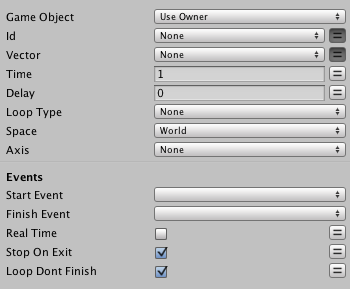 Game Object Use Owner
Id None
Vector None
Time 1
Delay 0
Loop Type None
Space World
Axis None
Events
Start Event
Finish Event
Real Time
Stop On Exit
Loop Dont Finish